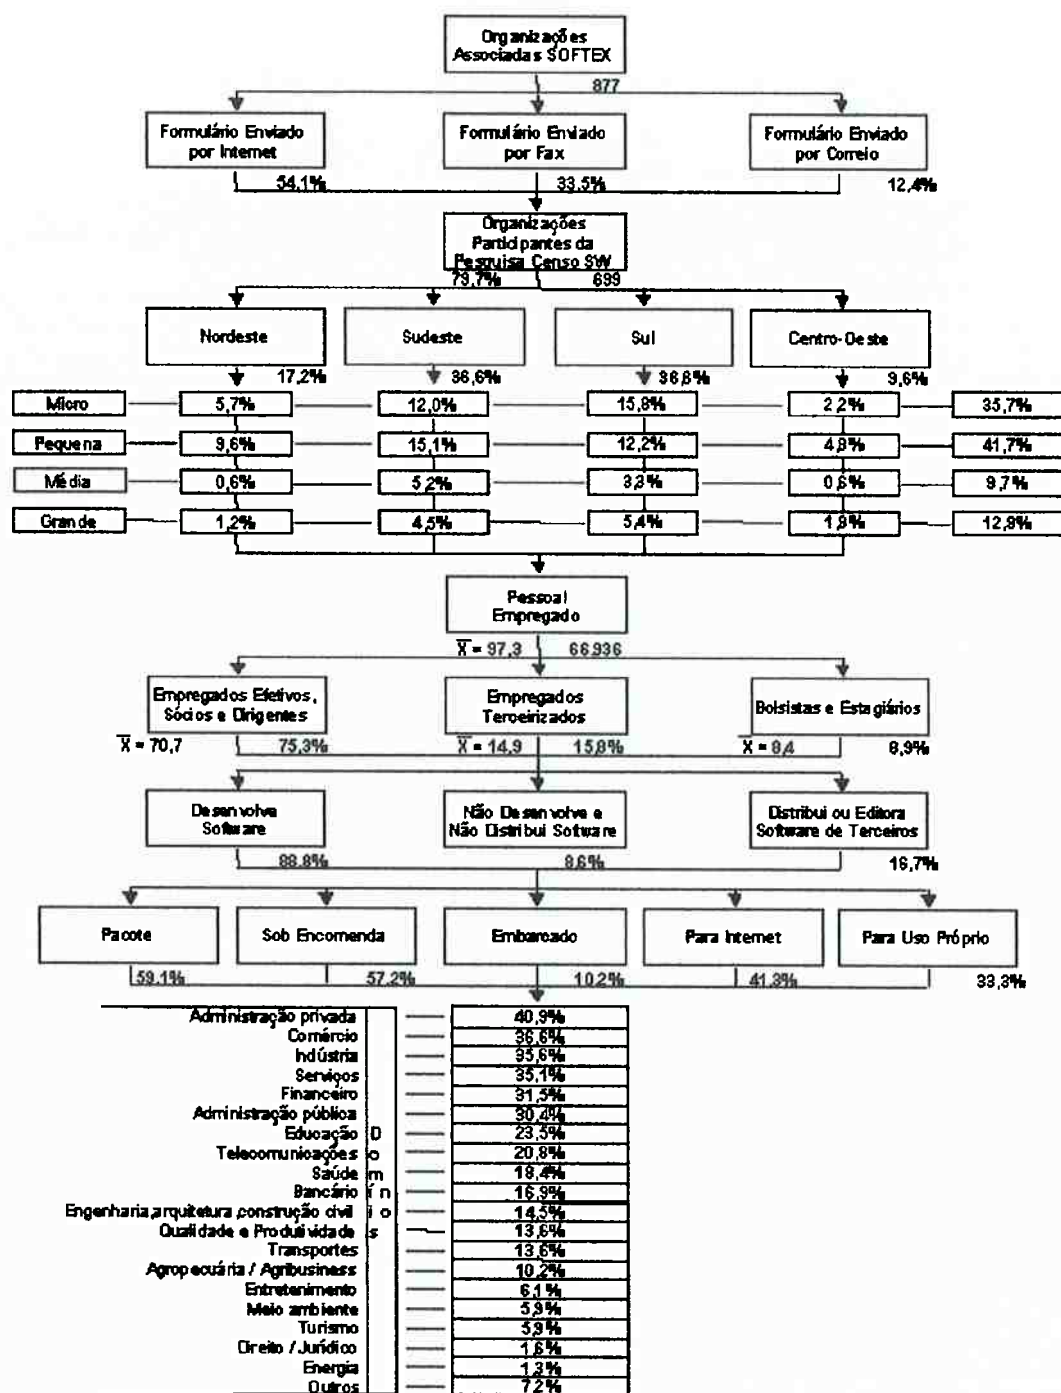 Organizações
Associadas SOFTEX
877
Formulário Enviado
por Internet
Formulário Enviado
por Fax
Formulário Enviado
por Correio
54,1%
33,5%
12,4%
Organizações
Participantes da
Pesquisa Censo SW
79,7%
699
Nordeste
Sudeste
Sul
Centro-Oeste
17,2%
36,6%
36,6%
9,6%
Micro
5,7%
12,0%
15,8%
2,2%
35,7%
Pequena
9,6%
15,1%
12,2%
4,8%
41,7%
Média
0,6%
5,2%
3,3%
0,6%
9,7%
Grande
1,2%
4,5%
5,4%
1,9%
12,9%
Pessoal
Empregado
X = 97,3
66.936
Empregados Efetivos,
Sócios e Dirigentes
Empregados
Terceirizados
Bolsistas e Estagiários
X = 70,7
75,3%
X = 14,9
15,8%
X = 8,4
8,9%
Desenvolve
Software
Não Desenvolve e
Não Distribui Software
Distribui ou Editora
Software de Terceiros
88.8%
8.6%
16,7%
Pacote
Sob Encomenda
Embarcado
Para Internet
Para Uso Próprio
59.1%
57.2%
10.2%
41.3%
33,3%
Domínios
Administração privada
40,9%
Comércio
36,6%
Indústria
35,6%
Serviços
35,1%
Financeiro
31,5%
Administração pública
30,4%
Educação
23,5%
Telecomunicações
20,8%
Saúde
18,4%
Bancário
16,9%
Engenharia,arquitetura,construção civil
14,5%
Qualidade e Produtividade
13,6%
Transportes
13,6%
Agropecuária / Agribusiness
10,2%
Entretenimento
6,1%
Meio ambiente
5,9%
Turismo
5,9%
Direito / Jurídico
1,6%
Energia
1,3%
Outros
7,2%